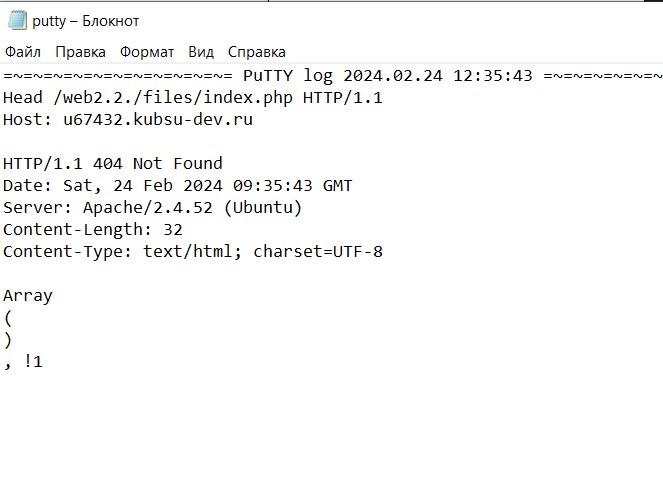 putty – Блокнот
Файл Правка Формат Вид Справка
=~=~=~=~=~=~=~=~=~=~=~= PuTTY log 2024.02.24 12:35:43 =~=~=~=~=~=~
Head /web2.2./files/index.php HTTP/1.1
Host: u67432.kubsu-dev.ru
HTTP/1.1 404 Not Found
Date: Sat, 24 Feb 2024 09:35:43 GMT
Server: Apache/2.4.52 (Ubuntu)
Content-Length: 32
Content-Type: text/html; charset=UTF-8
Array
(
)
, !1